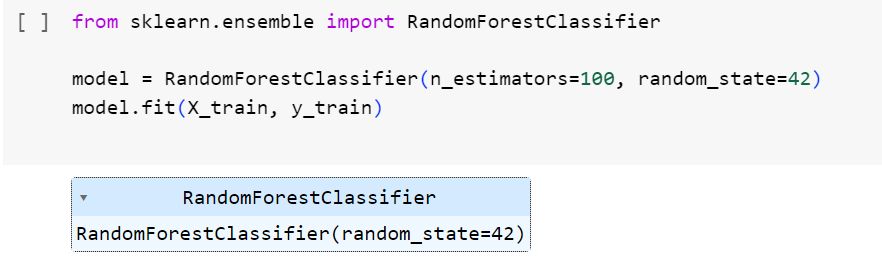 [ ] from sklearn.ensemble import RandomForestClassifier
model = RandomForestClassifier(n_estimators=100, random_state=42)
model.fit(X_train, y_train)
▾ RandomForestClassifier
RandomForestClassifier(random_state=42)